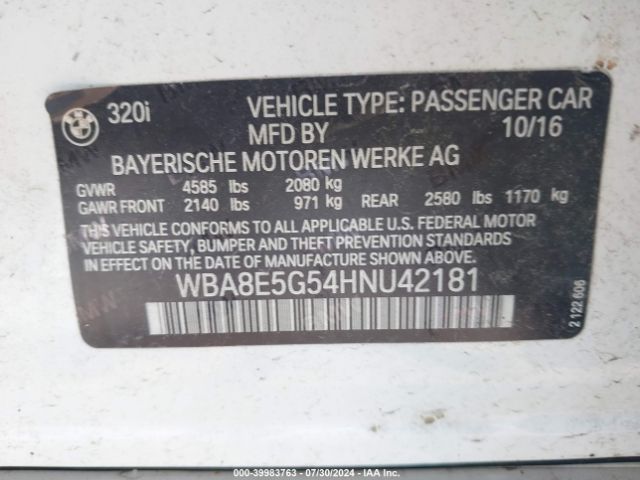 BMW
320i
VEHICLE TYPE: PASSENGER CAR
MFD BY 10/16
BAYERISCHE MOTOREN WERKE AG
GVWR 4585 lbs 2080 kg
GAWR FRONT 2140 lbs 971 kg REAR 2580 lbs 1170 kg
THIS VEHICLE CONFORMS TO ALL APPLICABLE U.S. FEDERAL MOTOR
VEHICLE SAFETY, BUMPER AND THEFT PREVENTION STANDARDS
IN EFFECT ON THE DATE OF MANUFACTURE SHOWN ABOVE.
WBA8E5G54HNU42181
2 122 606
000-39983763 - 07/30/2024 - IAA Inc.